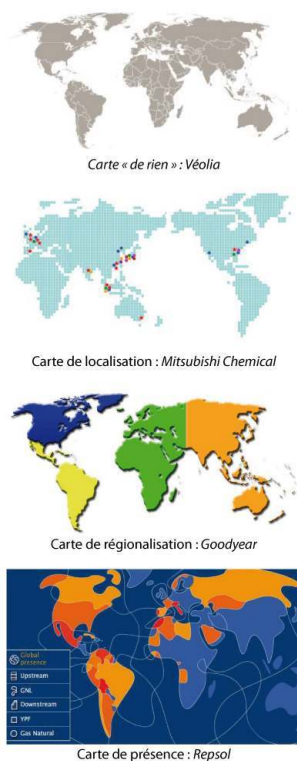 Carte « de rien » : Véolia
Carte de localisation : Mitsubishi Chemical
Carte de régionalisation : Goodyear
Global
presence
Upstream
GNL
Downstream
YPF
Gas Natural
Carte de présence : Repsol